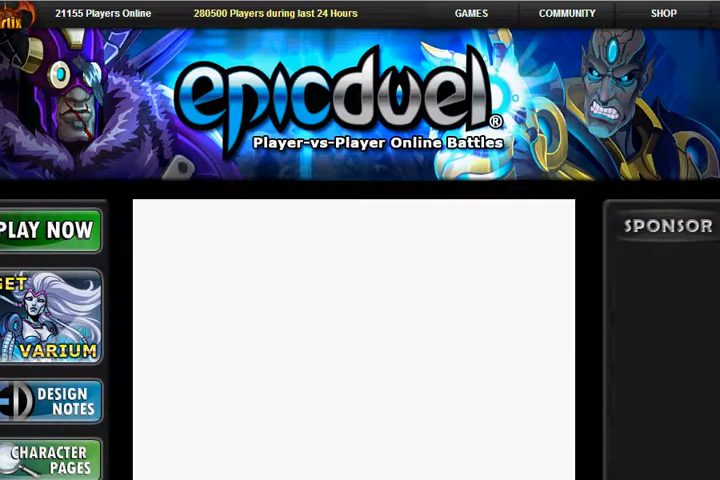 21155 Players Online
280500 Players during last 24 Hours
GAMES
COMMUNITY
SHOP
epicduel®
Player-vs-Player Online Battles
PLAY NOW
SPONSOR
GET
VARIUM
DESIGN
NOTES
CHARACTER
PAGES